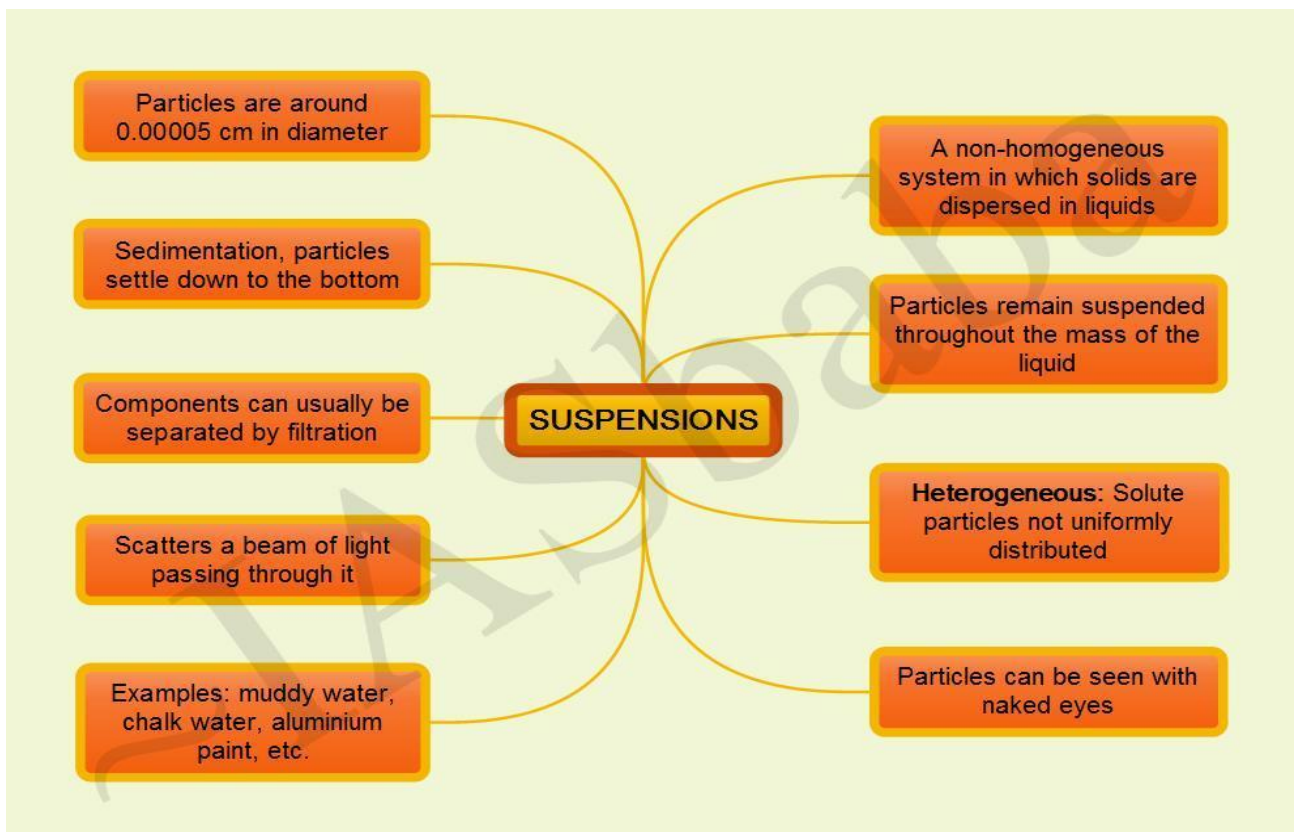 Particles are around
0.00005 cm in diameter
Sedimentation, particles
settle down to the bottom
Components can usually be
separated by filtration
Scatters a beam of light
passing through it
Examples: muddy water,
chalk water, aluminium
paint, etc.
SUSPENSIONS
A non-homogeneous
system in which solids are
dispersed in liquids
Particles remain suspended
throughout the mass of the
liquid
Heterogeneous: Solute
particles not uniformly
distributed
Particles can be seen with
naked eyes
~IASbaba